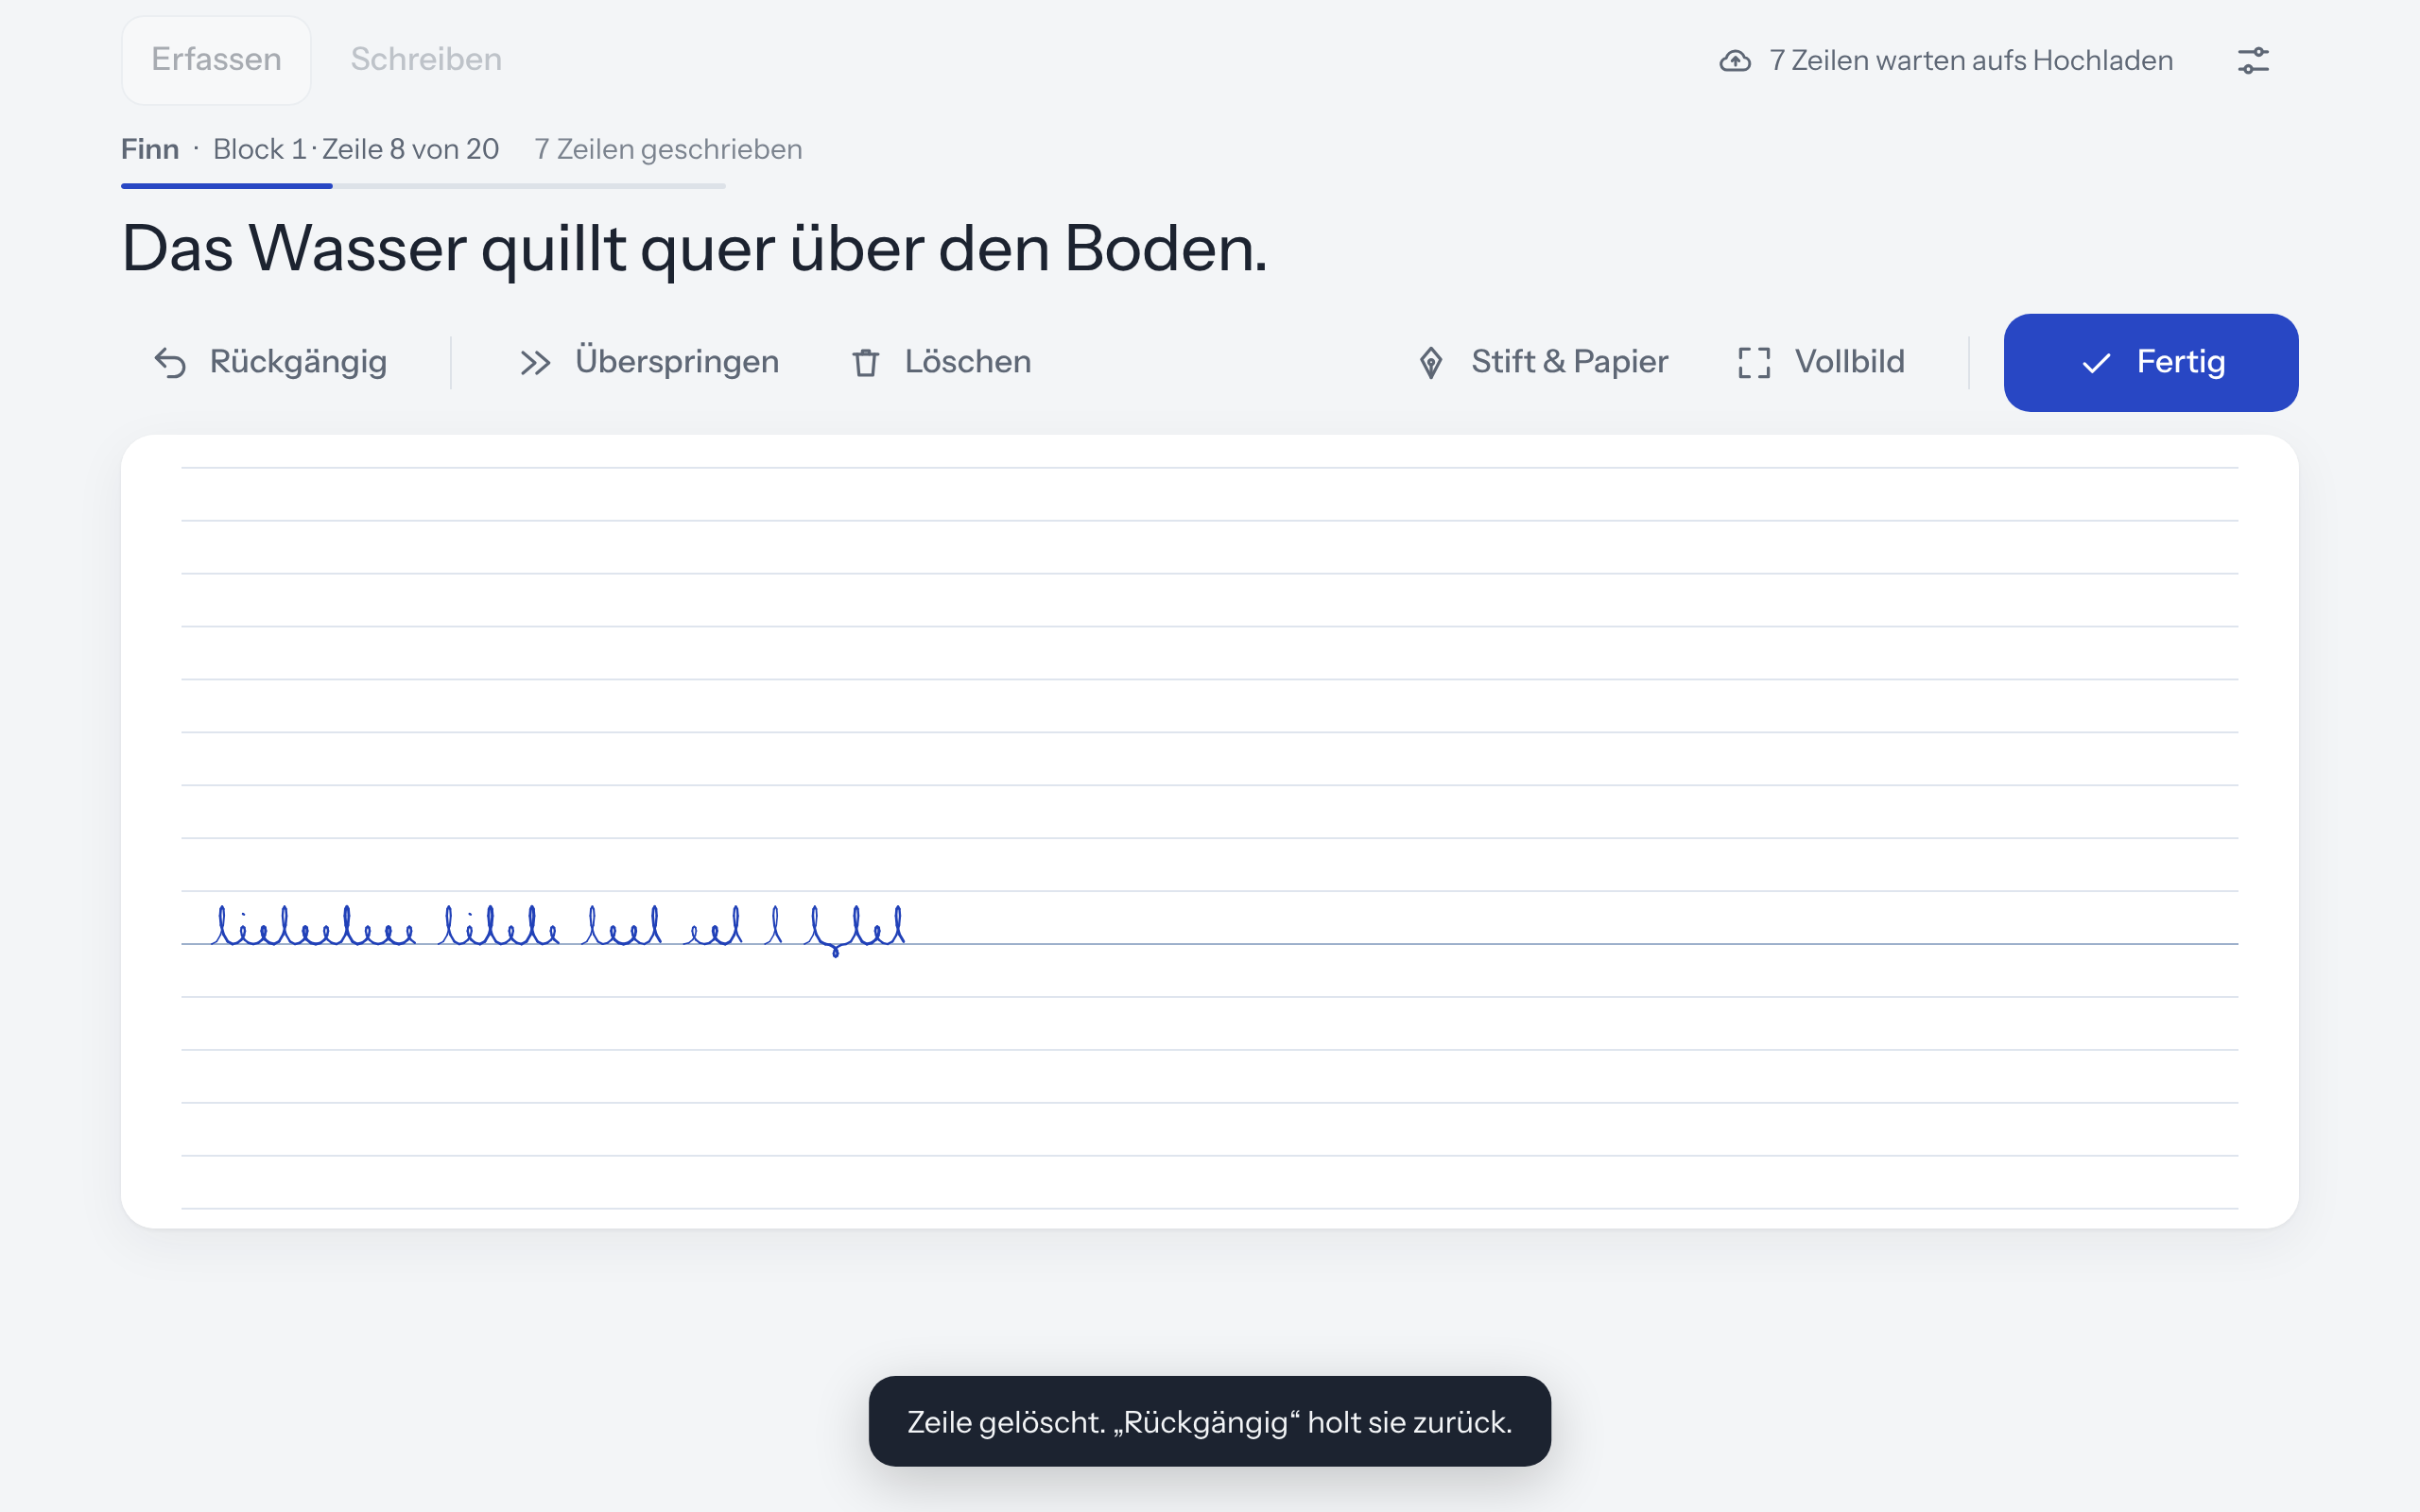 Erfassen Schreiben 7 Zeilen warten aufs Hochladen
Finn · Block 1 · Zeile 8 von 20 7 Zeilen geschrieben
Das Wasser quillt quer über den Boden.
Rückgängig Überspringen Löschen Stift & Papier Vollbild Fertig
Zeile gelöscht. „Rückgängig“ holt sie zurück.